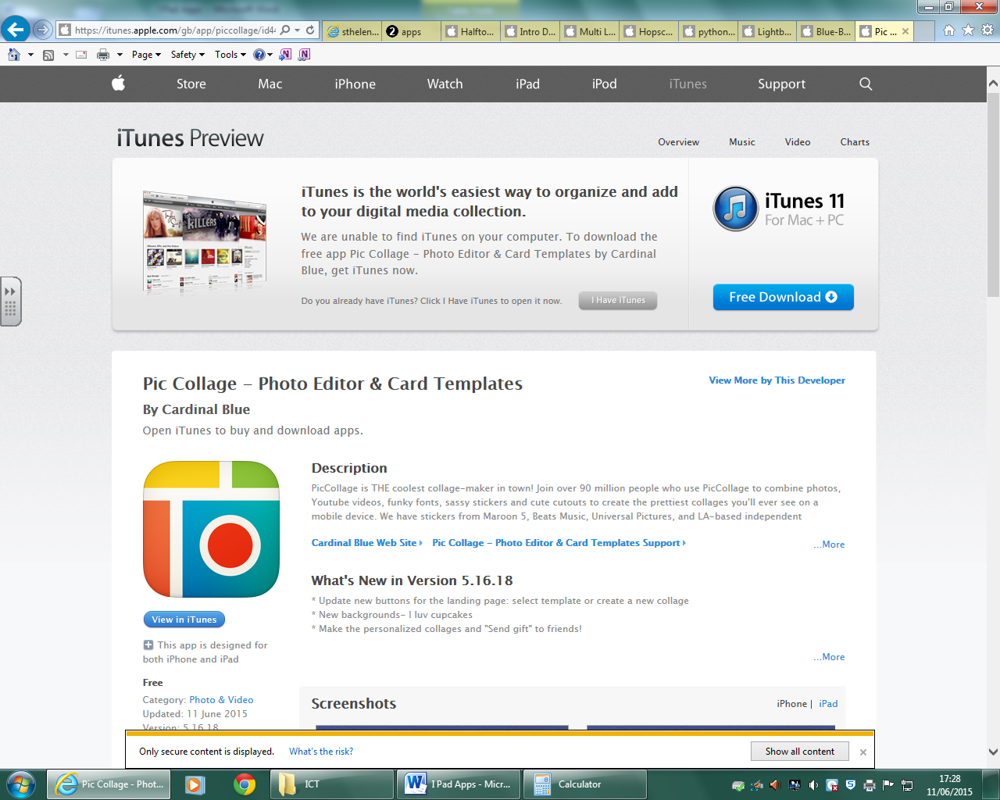 https://itunes.apple.com/gb/app/piccollage/id4
sthelen...
apps
Halfto...
Intro D...
Multi L...
Hopsc...
python...
Lightb...
Blue-B...
Pic ...
Page
Safety
Tools
Store
Mac
iPhone
Watch
iPad
iPod
iTunes
Support
iTunes Preview
Overview
Music
Video
Charts
iTunes is the world's easiest way to organize and add
to your digital media collection.
We are unable to find iTunes on your computer. To download the
free app Pic Collage - Photo Editor & Card Templates by Cardinal
Blue, get iTunes now.
Do you already have iTunes? Click I Have iTunes to open it now.
I Have iTunes
iTunes 11
For Mac + PC
Free Download
KILLERS
Pic Collage - Photo Editor & Card Templates
View More by This Developer
By Cardinal Blue
Open iTunes to buy and download apps.
Description
PicCollage is THE coolest collage-maker in town! Join over 90 million people who use PicCollage to combine photos,
Youtube videos, funky fonts, sassy stickers and cute cutouts to create the prettiest collages you'll ever see on a
mobile device. We have stickers from Maroon 5, Beats Music, Universal Pictures, and LA-based independent
Cardinal Blue Web Site
Pic Collage - Photo Editor & Card Templates Support
...More
What's New in Version 5.16.18
* Update new buttons for the landing page: select template or create a new collage
* New backgrounds- I luv cupcakes
* Make the personalized collages and "Send gift" to friends!
...More
View in iTunes
This app is designed for
both iPhone and iPad
Free
Category: Photo & Video
Updated: 11 June 2015
Version: 5.16.18
Screenshots
iPhone | iPad
Only secure content is displayed.
What's the risk?
Show all content
Pic Collage - Phot...
ICT
I Pad Apps - Micr...
Calculator
17:28
11/06/2015